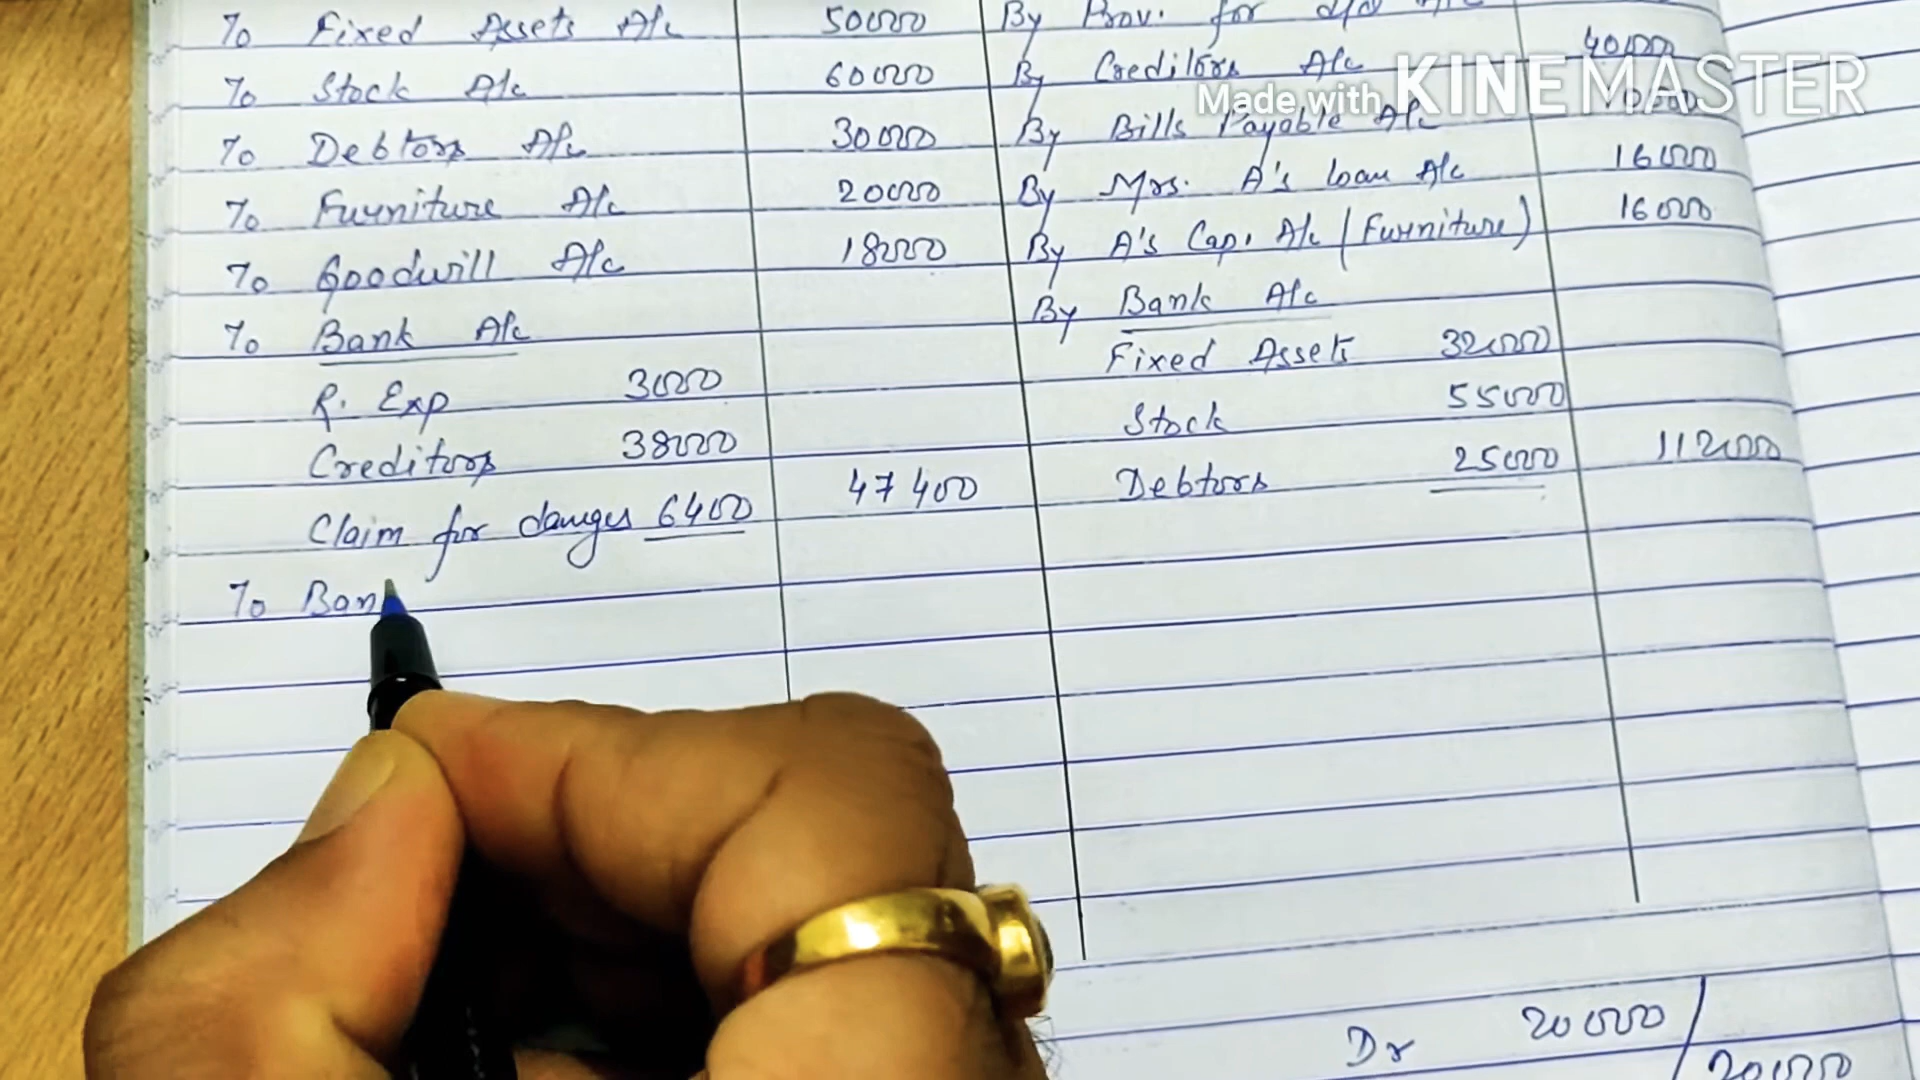 To Fixed Assets A/c 50000 By Prov. for d/d A/c
To Stock A/c 60000 By Creditors A/c 40000
To Debtors A/c 30000 By Bills Payable A/c
To Furniture A/c 20000 By Mrs. A's loan A/c 16000
To Goodwill A/c 18000 By A's Cap. A/c (Furniture) 16000
To Bank A/c By Bank A/c
R. Exp 3000 Fixed Assets 32000
Creditors 38000 Stock 55000
Claim for damges 6400 47400 Debtors 25000 112000
To Ban
Dr 20000
20000
Made with KINEMASTER